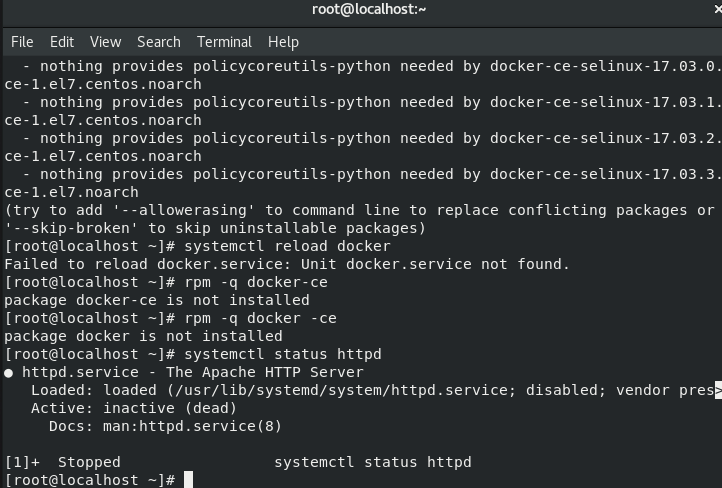 root@localhost:~
File Edit View Search Terminal Help
  - nothing provides policycoreutils-python needed by docker-ce-selinux-17.03.0.
ce-1.el7.centos.noarch
  - nothing provides policycoreutils-python needed by docker-ce-selinux-17.03.1.
ce-1.el7.centos.noarch
  - nothing provides policycoreutils-python needed by docker-ce-selinux-17.03.2.
ce-1.el7.centos.noarch
  - nothing provides policycoreutils-python needed by docker-ce-selinux-17.03.3.
ce-1.el7.noarch
(try to add '--allowerasing' to command line to replace conflicting packages or
'--skip-broken' to skip uninstallable packages)
[root@localhost ~]# systemctl reload docker
Failed to reload docker.service: Unit docker.service not found.
[root@localhost ~]# rpm -q docker-ce
package docker-ce is not installed
[root@localhost ~]# rpm -q docker -ce
package docker is not installed
[root@localhost ~]# systemctl status httpd
● httpd.service - The Apache HTTP Server
   Loaded: loaded (/usr/lib/systemd/system/httpd.service; disabled; vendor pres>
   Active: inactive (dead)
     Docs: man:httpd.service(8)
[1]+  Stopped                 systemctl status httpd
[root@localhost ~]#